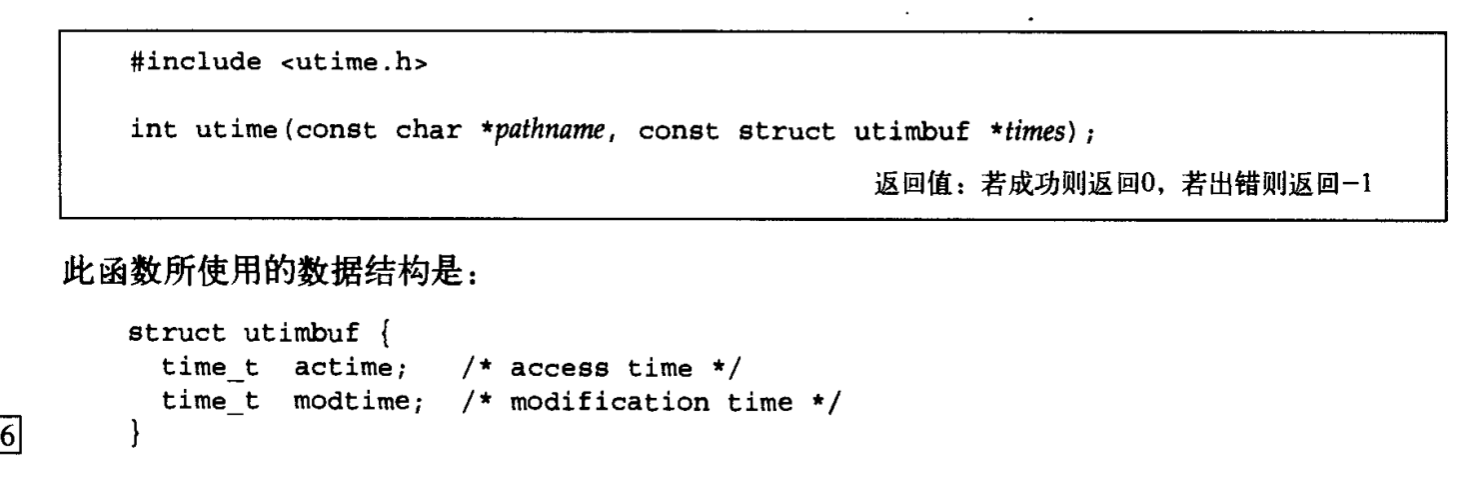 #include <utime.h>
int utime(const char *pathname, const struct utimbuf *times);
返回值：若成功则返回0，若出错则返回-1
此函数所使用的数据结构是：
struct utimbuf {
time_t actime; /* access time */
time_t modtime; /* modification time */
6
}